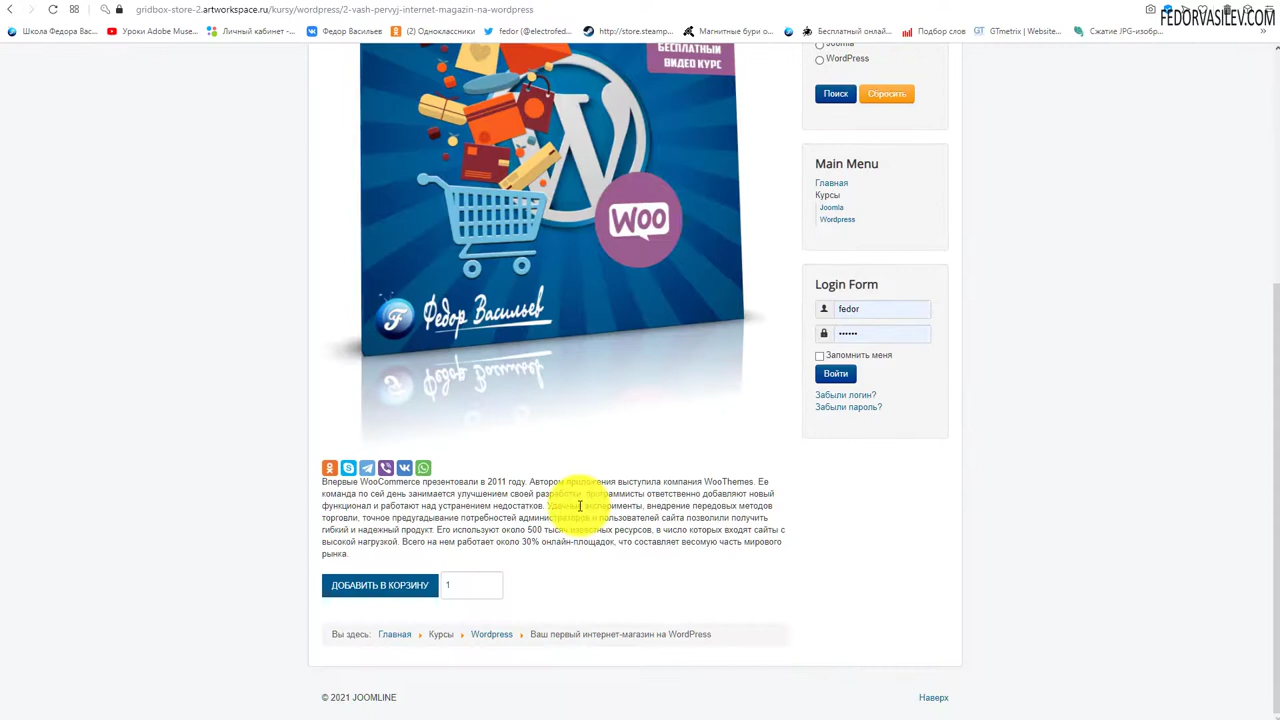 gridbox-store-2.artworkspace.ru/kursy/wordpress/2-vash-pervyj-internet-magazin-na-wordpress
FEDORVASILEV.COM
Школа Федора Вас...
Уроки Adobe Muse...
Личный кабинет -...
Федор Васильев
(2) Одноклассники
fedor (@electrofed...
http://store.steamp...
Магнитные бури о...
Бесплатный онлай...
Подбор слов
GTmetrix | Website...
Сжатие JPG-изобр...
БЕСПЛАТНЫЙ
ВИДЕО КУРС
WOO
Федор Васильев
Joomla
WordPress
Поиск
Сбросить
Main Menu
Главная
Курсы
Joomla
Wordpress
Login Form
fedor
••••••
Запомнить меня
Войти
Забыли логин?
Забыли пароль?
Впервые WooCommerce презентовали в 2011 году. Автором приложения выступила компания WooThemes. Ее
команда по сей день занимается улучшением своей разработки, программисты ответственно добавляют новый
функционал и работают над устранением недостатков. Удачные эксперименты, внедрение передовых методов
торговли, точное предугадывание потребностей администраторов и пользователей сайта позволили получить
гибкий и надежный продукт. Его используют около 500 тысяч известных ресурсов, в число которых входят сайты с
высокой нагрузкой. Всего на нем работает около 30% онлайн-площадок, что составляет весомую часть мирового
рынка.
ДОБАВИТЬ В КОРЗИНУ 1
Вы здесь: Главная Курсы Wordpress Ваш первый интернет-магазин на WordPress
© 2021 JOOMLINE
Наверх